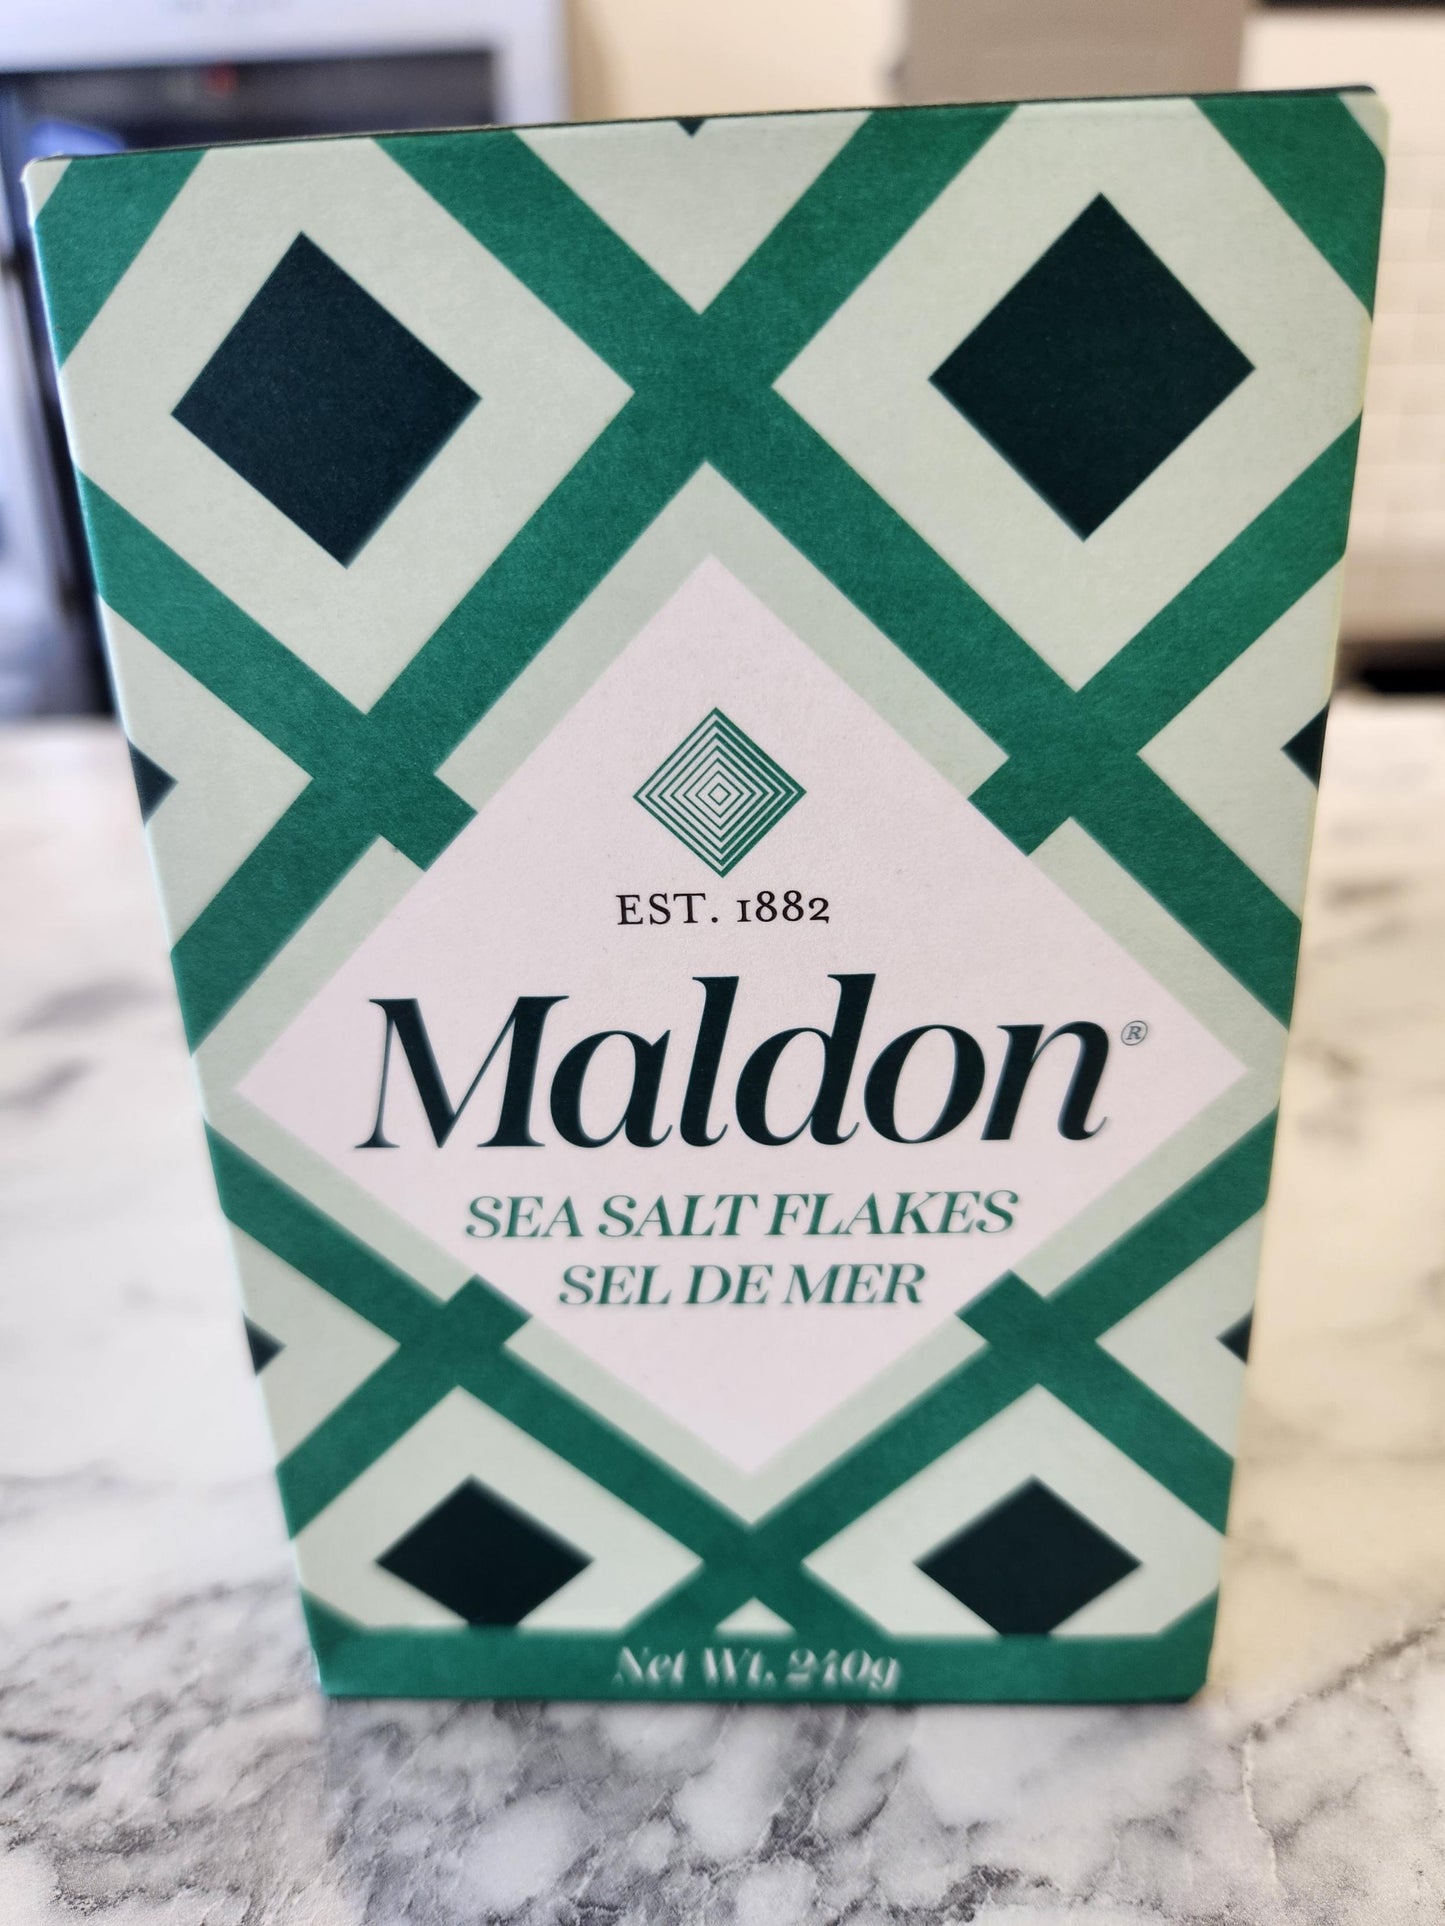 EST. 1882
Maldon®
SEA SALT FLAKES
SEL DE MER
Net Wt. 240g